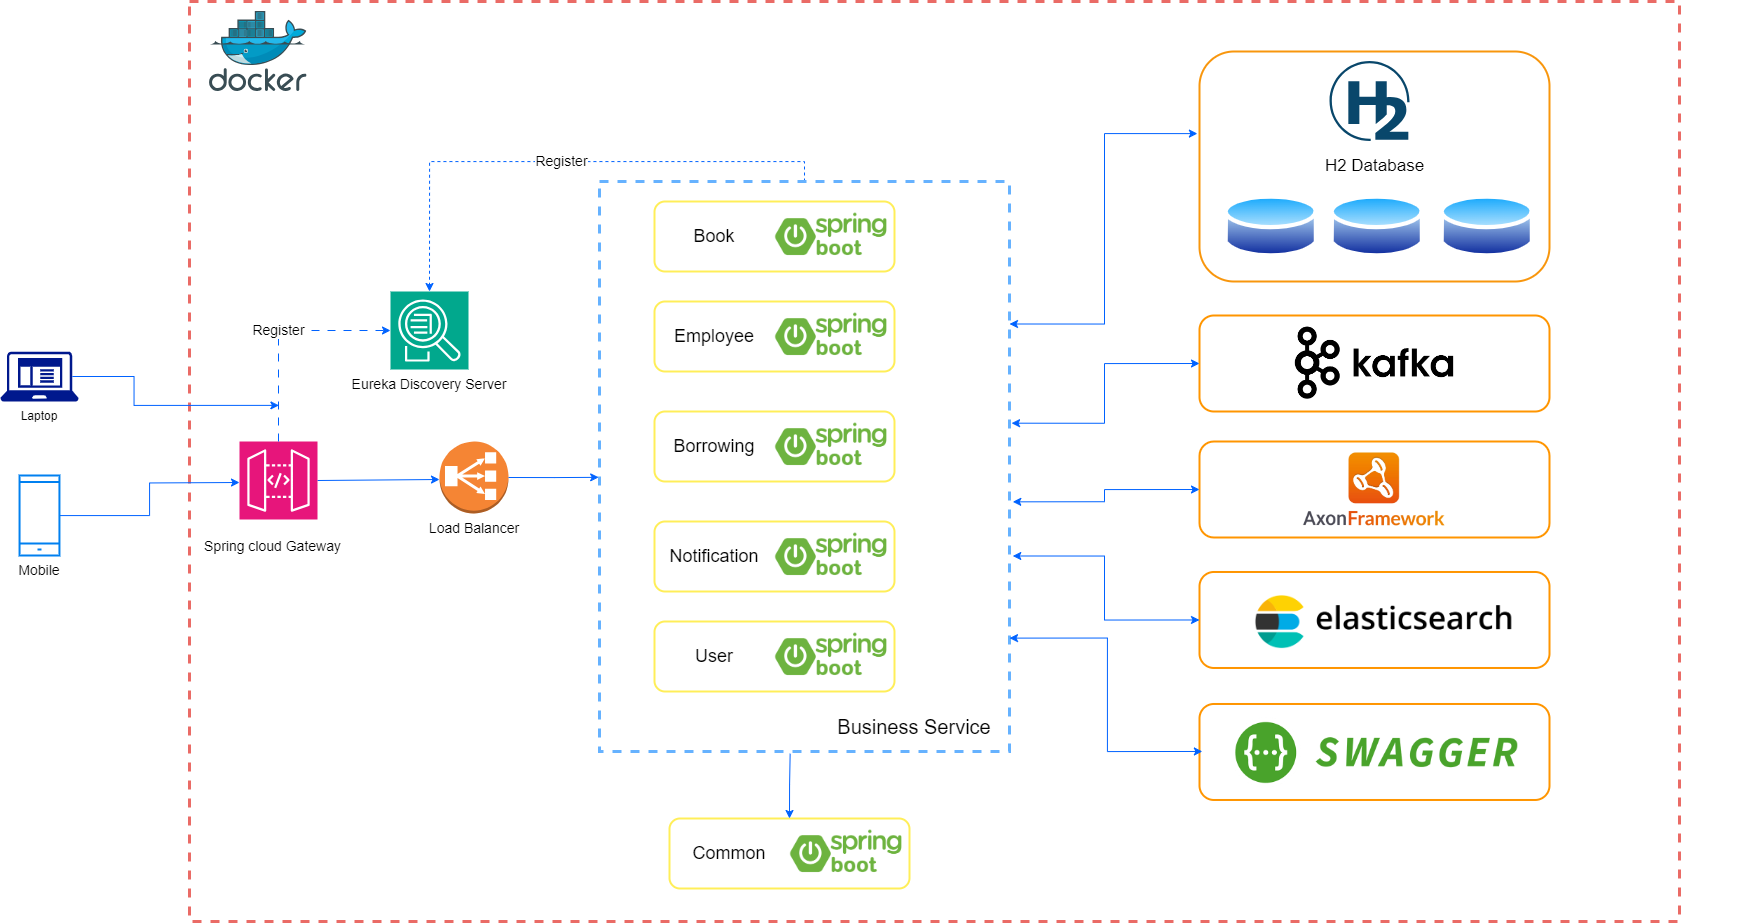 docker
Register
Book
spring
boot
H2
H2 Database
Employee
spring
boot
Register
Eureka Discovery Server
kafka
Laptop
Borrowing
spring
boot
</>
Spring cloud Gateway
Load Balancer
AxonFramework
Mobile
Notification
spring
boot
elasticsearch
User
spring
boot
Business Service
{...} SWAGGER
Common
spring
boot